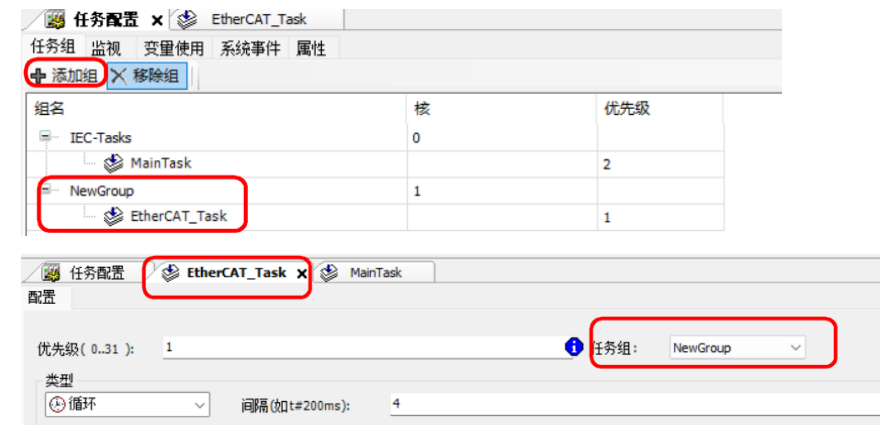 任务配置 EtherCAT_Task
任务组 监视 变量使用 系统事件 属性
添加组 移除组
组名 核 优先级
IEC-Tasks 0
MainTask 2
NewGroup 1
EtherCAT_Task 1
任务配置 EtherCAT_Task MainTask
配置
优先级( 0..31 ): 1 任务组: NewGroup
类型
循环 间隔(如t#200ms): 4